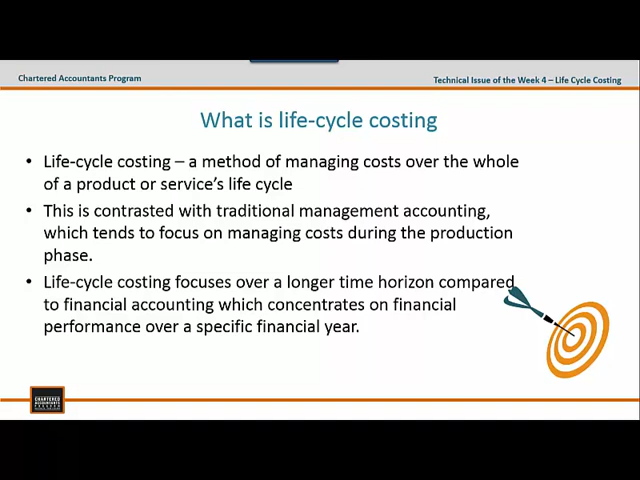 Chartered Accountants Program
Technical Issue of the Week 4 – Life Cycle Costing
What is life-cycle costing
• Life-cycle costing – a method of managing costs over the whole
of a product or service's life cycle
• This is contrasted with traditional management accounting,
which tends to focus on managing costs during the production
phase.
• Life-cycle costing focuses over a longer time horizon compared
to financial accounting which concentrates on financial
performance over a specific financial year.
CHARTERED
ACCOUNTANTS
PROGRAM